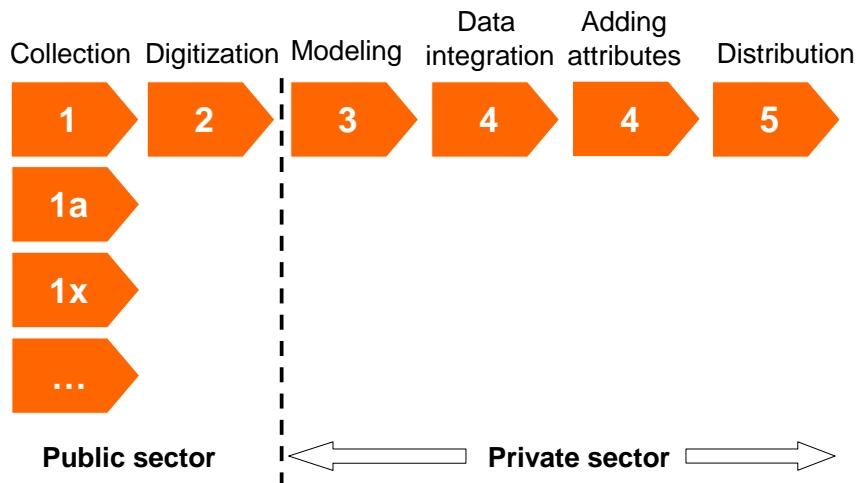 Collection
Digitization
Modeling
Data
integration
Adding
attributes
Distribution
1
2
3
4
4
5
1a
1x
...
Public sector
Private sector